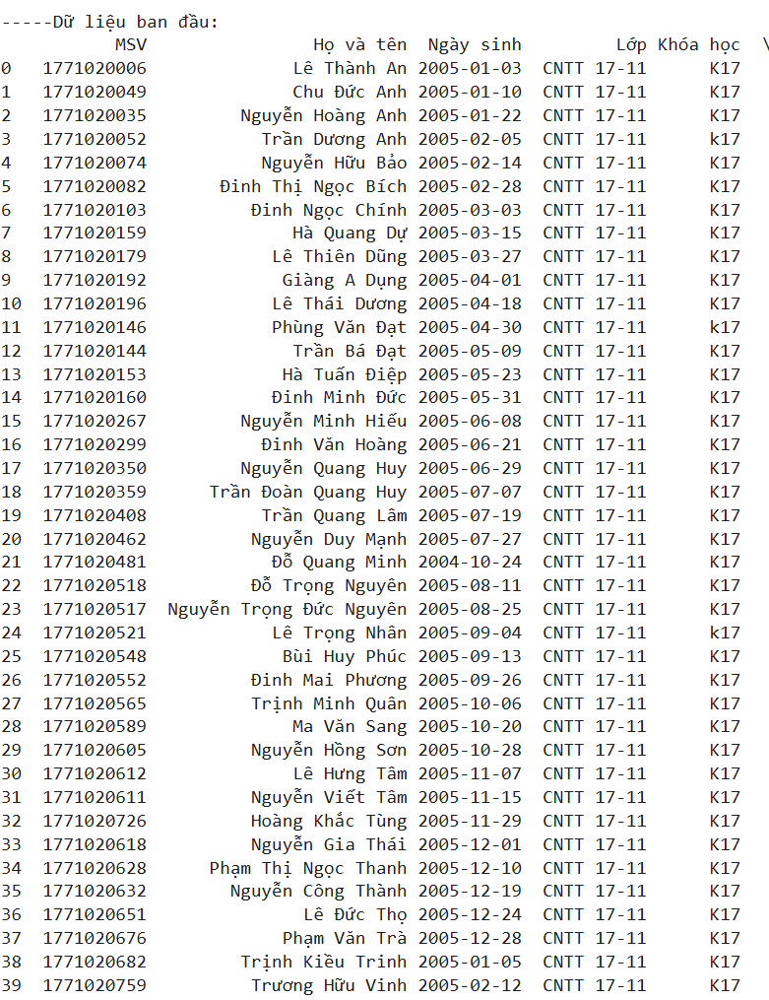 -----Dữ liệu ban đầu:
MSV Họ và tên Ngày sinh Lớp Khóa học \
0 1771020006 Lê Thành An 2005-01-03 CNTT 17-11 K17
1 1771020049 Chu Đức Anh 2005-01-10 CNTT 17-11 K17
2 1771020035 Nguyễn Hoàng Anh 2005-01-22 CNTT 17-11 K17
3 1771020052 Trần Dương Anh 2005-02-05 CNTT 17-11 k17
4 1771020074 Nguyễn Hữu Bảo 2005-02-14 CNTT 17-11 K17
5 1771020082 Đinh Thị Ngọc Bích 2005-02-28 CNTT 17-11 K17
6 1771020103 Đinh Ngọc Chính 2005-03-03 CNTT 17-11 K17
7 1771020159 Hà Quang Dự 2005-03-15 CNTT 17-11 K17
8 1771020179 Lê Thiên Dũng 2005-03-27 CNTT 17-11 K17
9 1771020192 Giàng A Dụng 2005-04-01 CNTT 17-11 K17
10 1771020196 Lê Thái Dương 2005-04-18 CNTT 17-11 K17
11 1771020146 Phùng Văn Đạt 2005-04-30 CNTT 17-11 k17
12 1771020144 Trần Bá Đạt 2005-05-09 CNTT 17-11 K17
13 1771020153 Hà Tuấn Điệp 2005-05-23 CNTT 17-11 K17
14 1771020160 Đinh Minh Đức 2005-05-31 CNTT 17-11 K17
15 1771020267 Nguyễn Minh Hiếu 2005-06-08 CNTT 17-11 K17
16 1771020299 Đinh Văn Hoàng 2005-06-21 CNTT 17-11 K17
17 1771020350 Nguyễn Quang Huy 2005-06-29 CNTT 17-11 K17
18 1771020359 Trần Đoàn Quang Huy 2005-07-07 CNTT 17-11 K17
19 1771020408 Trần Quang Lâm 2005-07-19 CNTT 17-11 K17
20 1771020462 Nguyễn Duy Mạnh 2005-07-27 CNTT 17-11 K17
21 1771020481 Đỗ Quang Minh 2004-10-24 CNTT 17-11 K17
22 1771020518 Đỗ Trọng Nguyên 2005-08-11 CNTT 17-11 K17
23 1771020517 Nguyễn Trọng Đức Nguyên 2005-08-25 CNTT 17-11 K17
24 1771020521 Lê Trọng Nhân 2005-09-04 CNTT 17-11 k17
25 1771020548 Bùi Huy Phúc 2005-09-13 CNTT 17-11 K17
26 1771020552 Đinh Mai Phương 2005-09-26 CNTT 17-11 K17
27 1771020565 Trịnh Minh Quân 2005-10-06 CNTT 17-11 K17
28 1771020589 Ma Văn Sang 2005-10-20 CNTT 17-11 K17
29 1771020605 Nguyễn Hồng Sơn 2005-10-28 CNTT 17-11 K17
30 1771020612 Lê Hưng Tâm 2005-11-07 CNTT 17-11 K17
31 1771020611 Nguyễn Viết Tâm 2005-11-15 CNTT 17-11 K17
32 1771020726 Hoàng Khắc Tùng 2005-11-29 CNTT 17-11 K17
33 1771020618 Nguyễn Gia Thái 2005-12-01 CNTT 17-11 K17
34 1771020628 Phạm Thị Ngọc Thanh 2005-12-10 CNTT 17-11 K17
35 1771020632 Nguyễn Công Thành 2005-12-19 CNTT 17-11 K17
36 1771020651 Lê Đức Thọ 2005-12-24 CNTT 17-11 K17
37 1771020676 Phạm Văn Trà 2005-12-28 CNTT 17-11 K17
38 1771020682 Trịnh Kiều Trinh 2005-01-05 CNTT 17-11 K17
39 1771020759 Trương Hữu Vinh 2005-02-12 CNTT 17-11 K17